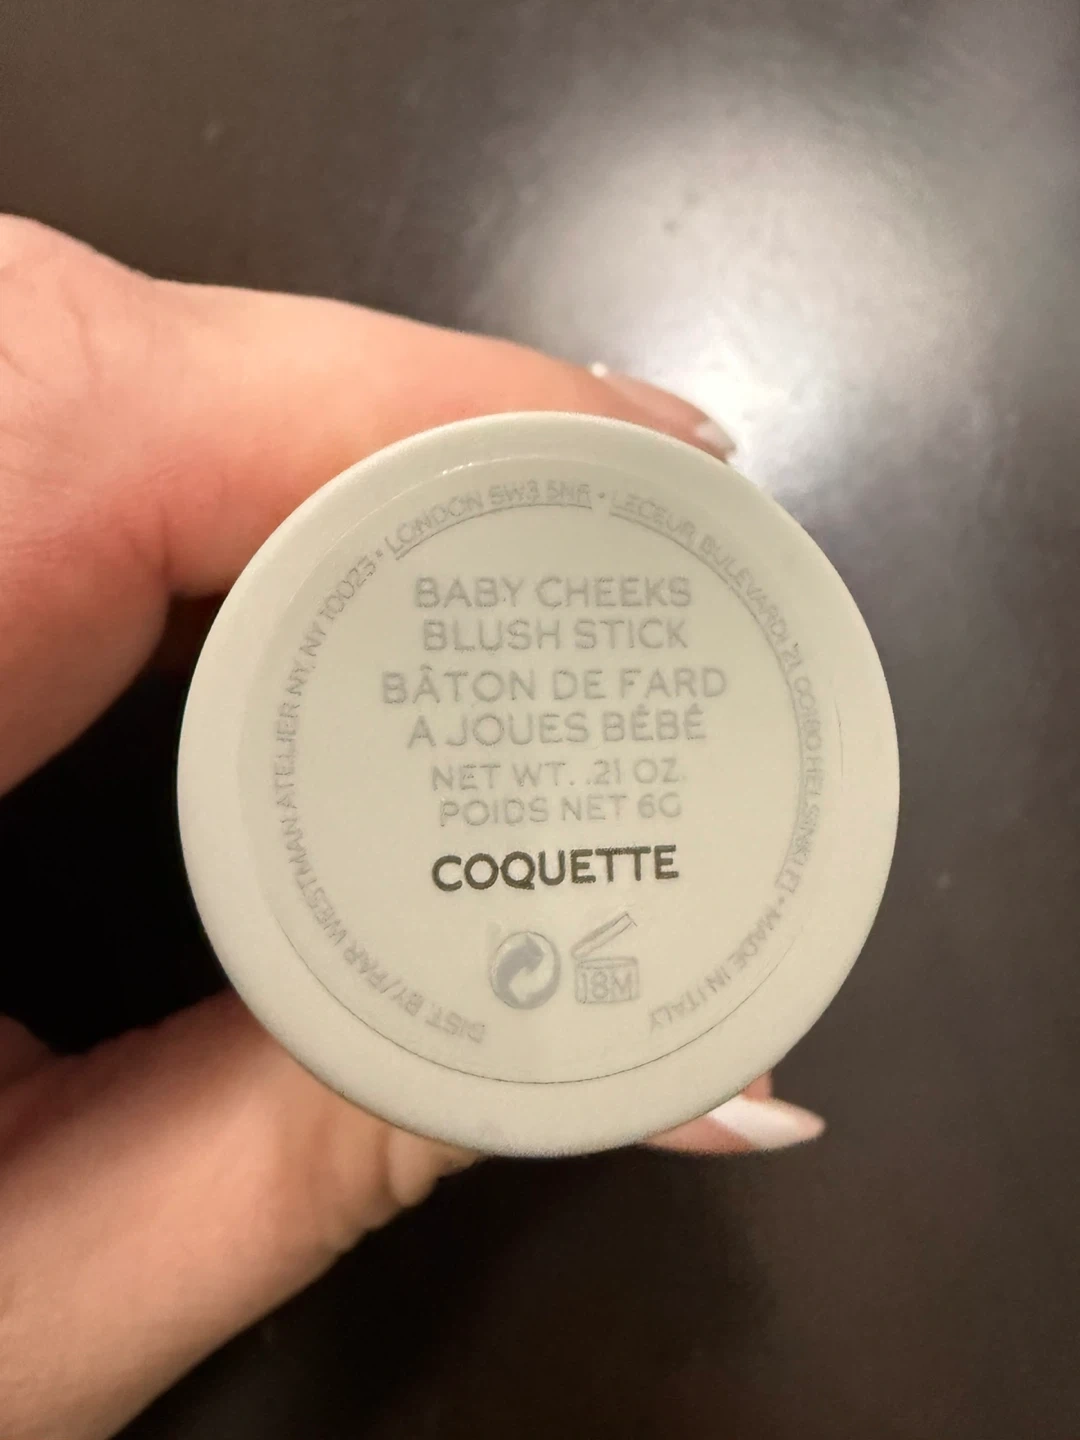 BABY CHEEKS
BLUSH STICK
BÂTON DE FARD
A JOUES BÉBÉ
NET WT. .21 OZ.
POIDS NET 6G
COQUETTE
18M
DIST. BY/PAR WESTMAN ATELIER NY, NY 10023 • LONDON SW3 5NR • LECEUR BULEVARDI 21, 00180 HELSINKI FI • MADE IN ITALY